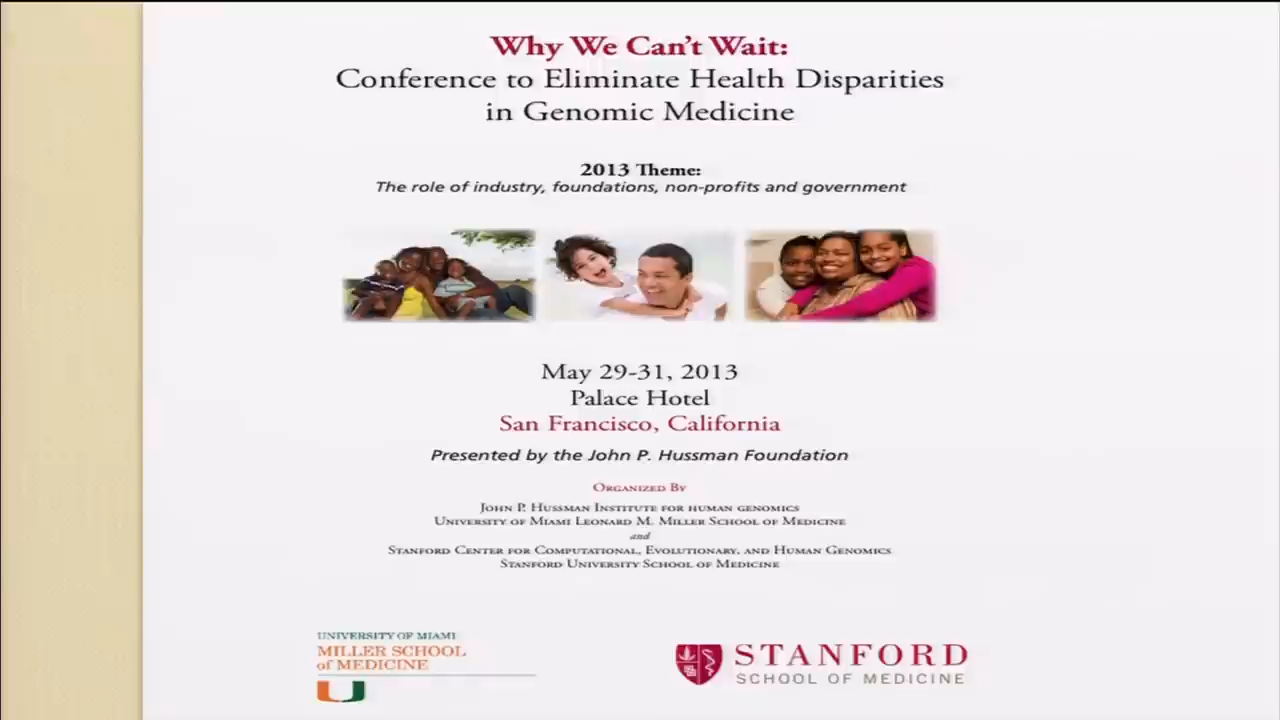 Why We Can't Wait:
Conference to Eliminate Health Disparities
in Genomic Medicine
2013 Theme:
The role of industry, foundations, non-profits and government
May 29-31, 2013
Palace Hotel
San Francisco, California
Presented by the John P. Hussman Foundation
Organized By
John P. Hussman Institute for human genomics
University of Miami Leonard M. Miller School of Medicine
and
Stanford Center for Computational, Evolutionary, and Human Genomics
Stanford University School of Medicine
UNIVERSITY OF MIAMI
MILLER SCHOOL
of MEDICINE
STANFORD
SCHOOL OF MEDICINE